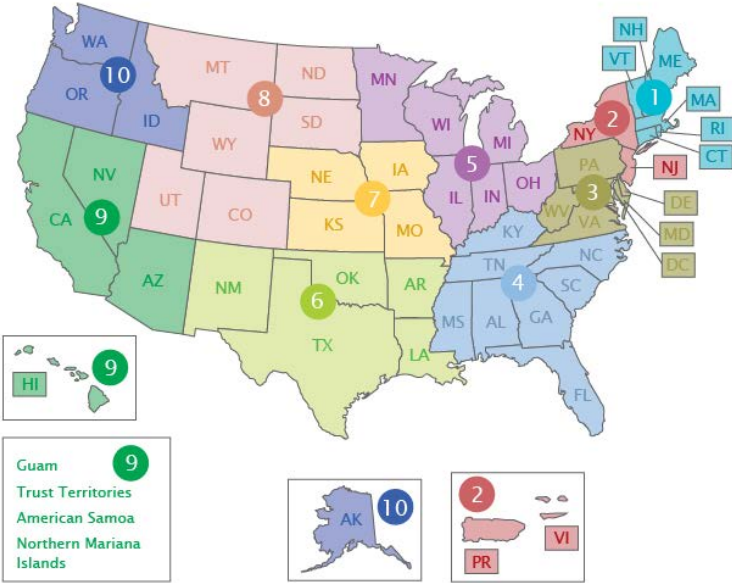 NH
WA
VT
ME
MT
ND
MN
10
1
OR
8
MA
ID
SD
WI
2
MI
NY
RI
WY
CT
5
IA
PA
NJ
NV
NE
OH
UT
IL
IN
3
DE
7
WV
CA
9
CO
KS
MO
VA
MD
KY
DC
NC
TN
AZ
OK
AR
4
NM
SC
6
MS
AL
GA
TX
LA
9
HI
FL
Guam
9
Trust Territories
American Samoa
Northern Mariana
Islands
AK
10
2
PR
VI